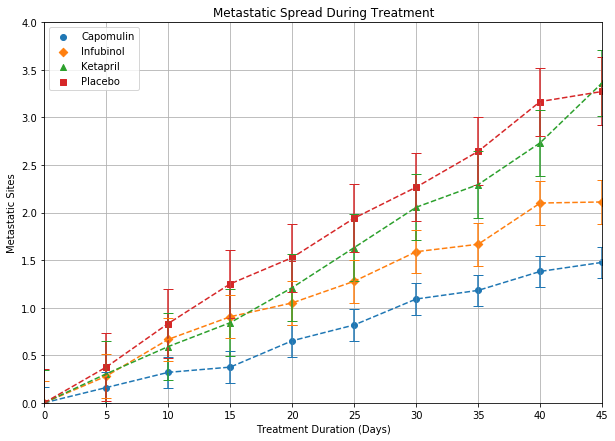 Metastatic Spread During Treatment
4.0
3.5
3.0
2.5
2.0
1.5
1.0
0.5
0.0
Metastatic Sites
Capomulin
Infubinol
Ketapril
Placebo
0 5 10 15 20 25 30 35 40 45
Treatment Duration (Days)